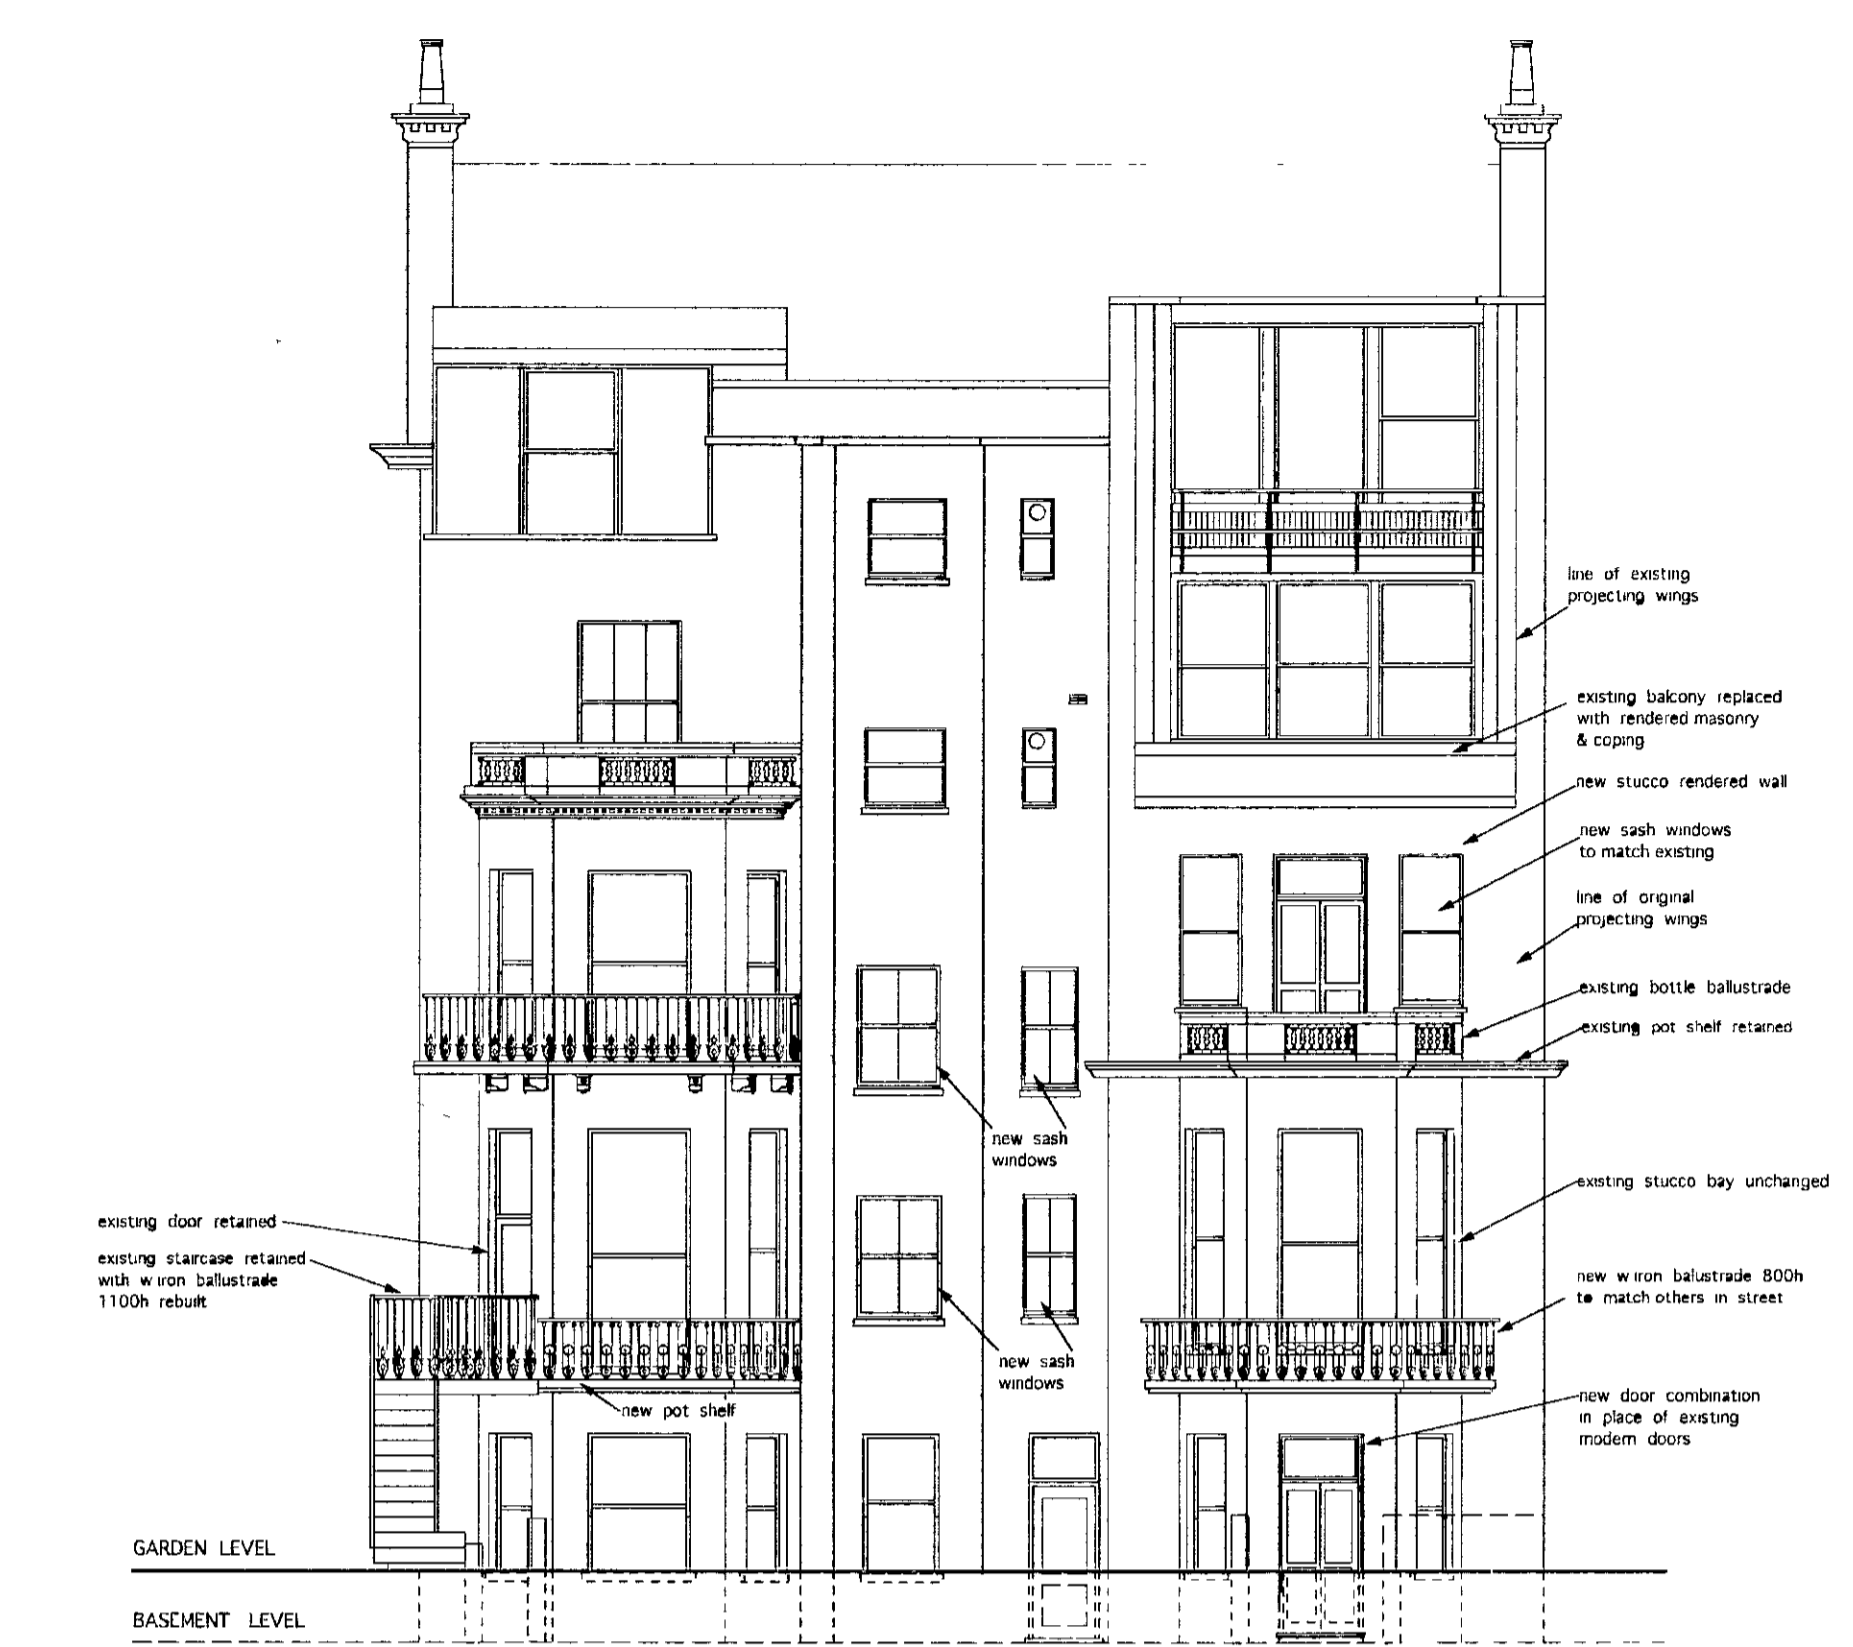 line of existing
projecting wings
existing balcony replaced
with rendered masonry
& coping
new stucco rendered wall
new sash windows
to match existing
line of original
projecting wings
existing bottle ballustrade
existing pot shelf retained
new sash
windows
existing stucco bay unchanged
existing door retained
existing staircase retained
with w iron ballustrade
1100h rebuilt
new w iron balustrade 800h
to match others in street
new sash
windows
new pot shelf
new door combination
in place of existing
modern doors
GARDEN LEVEL
BASEMENT LEVEL